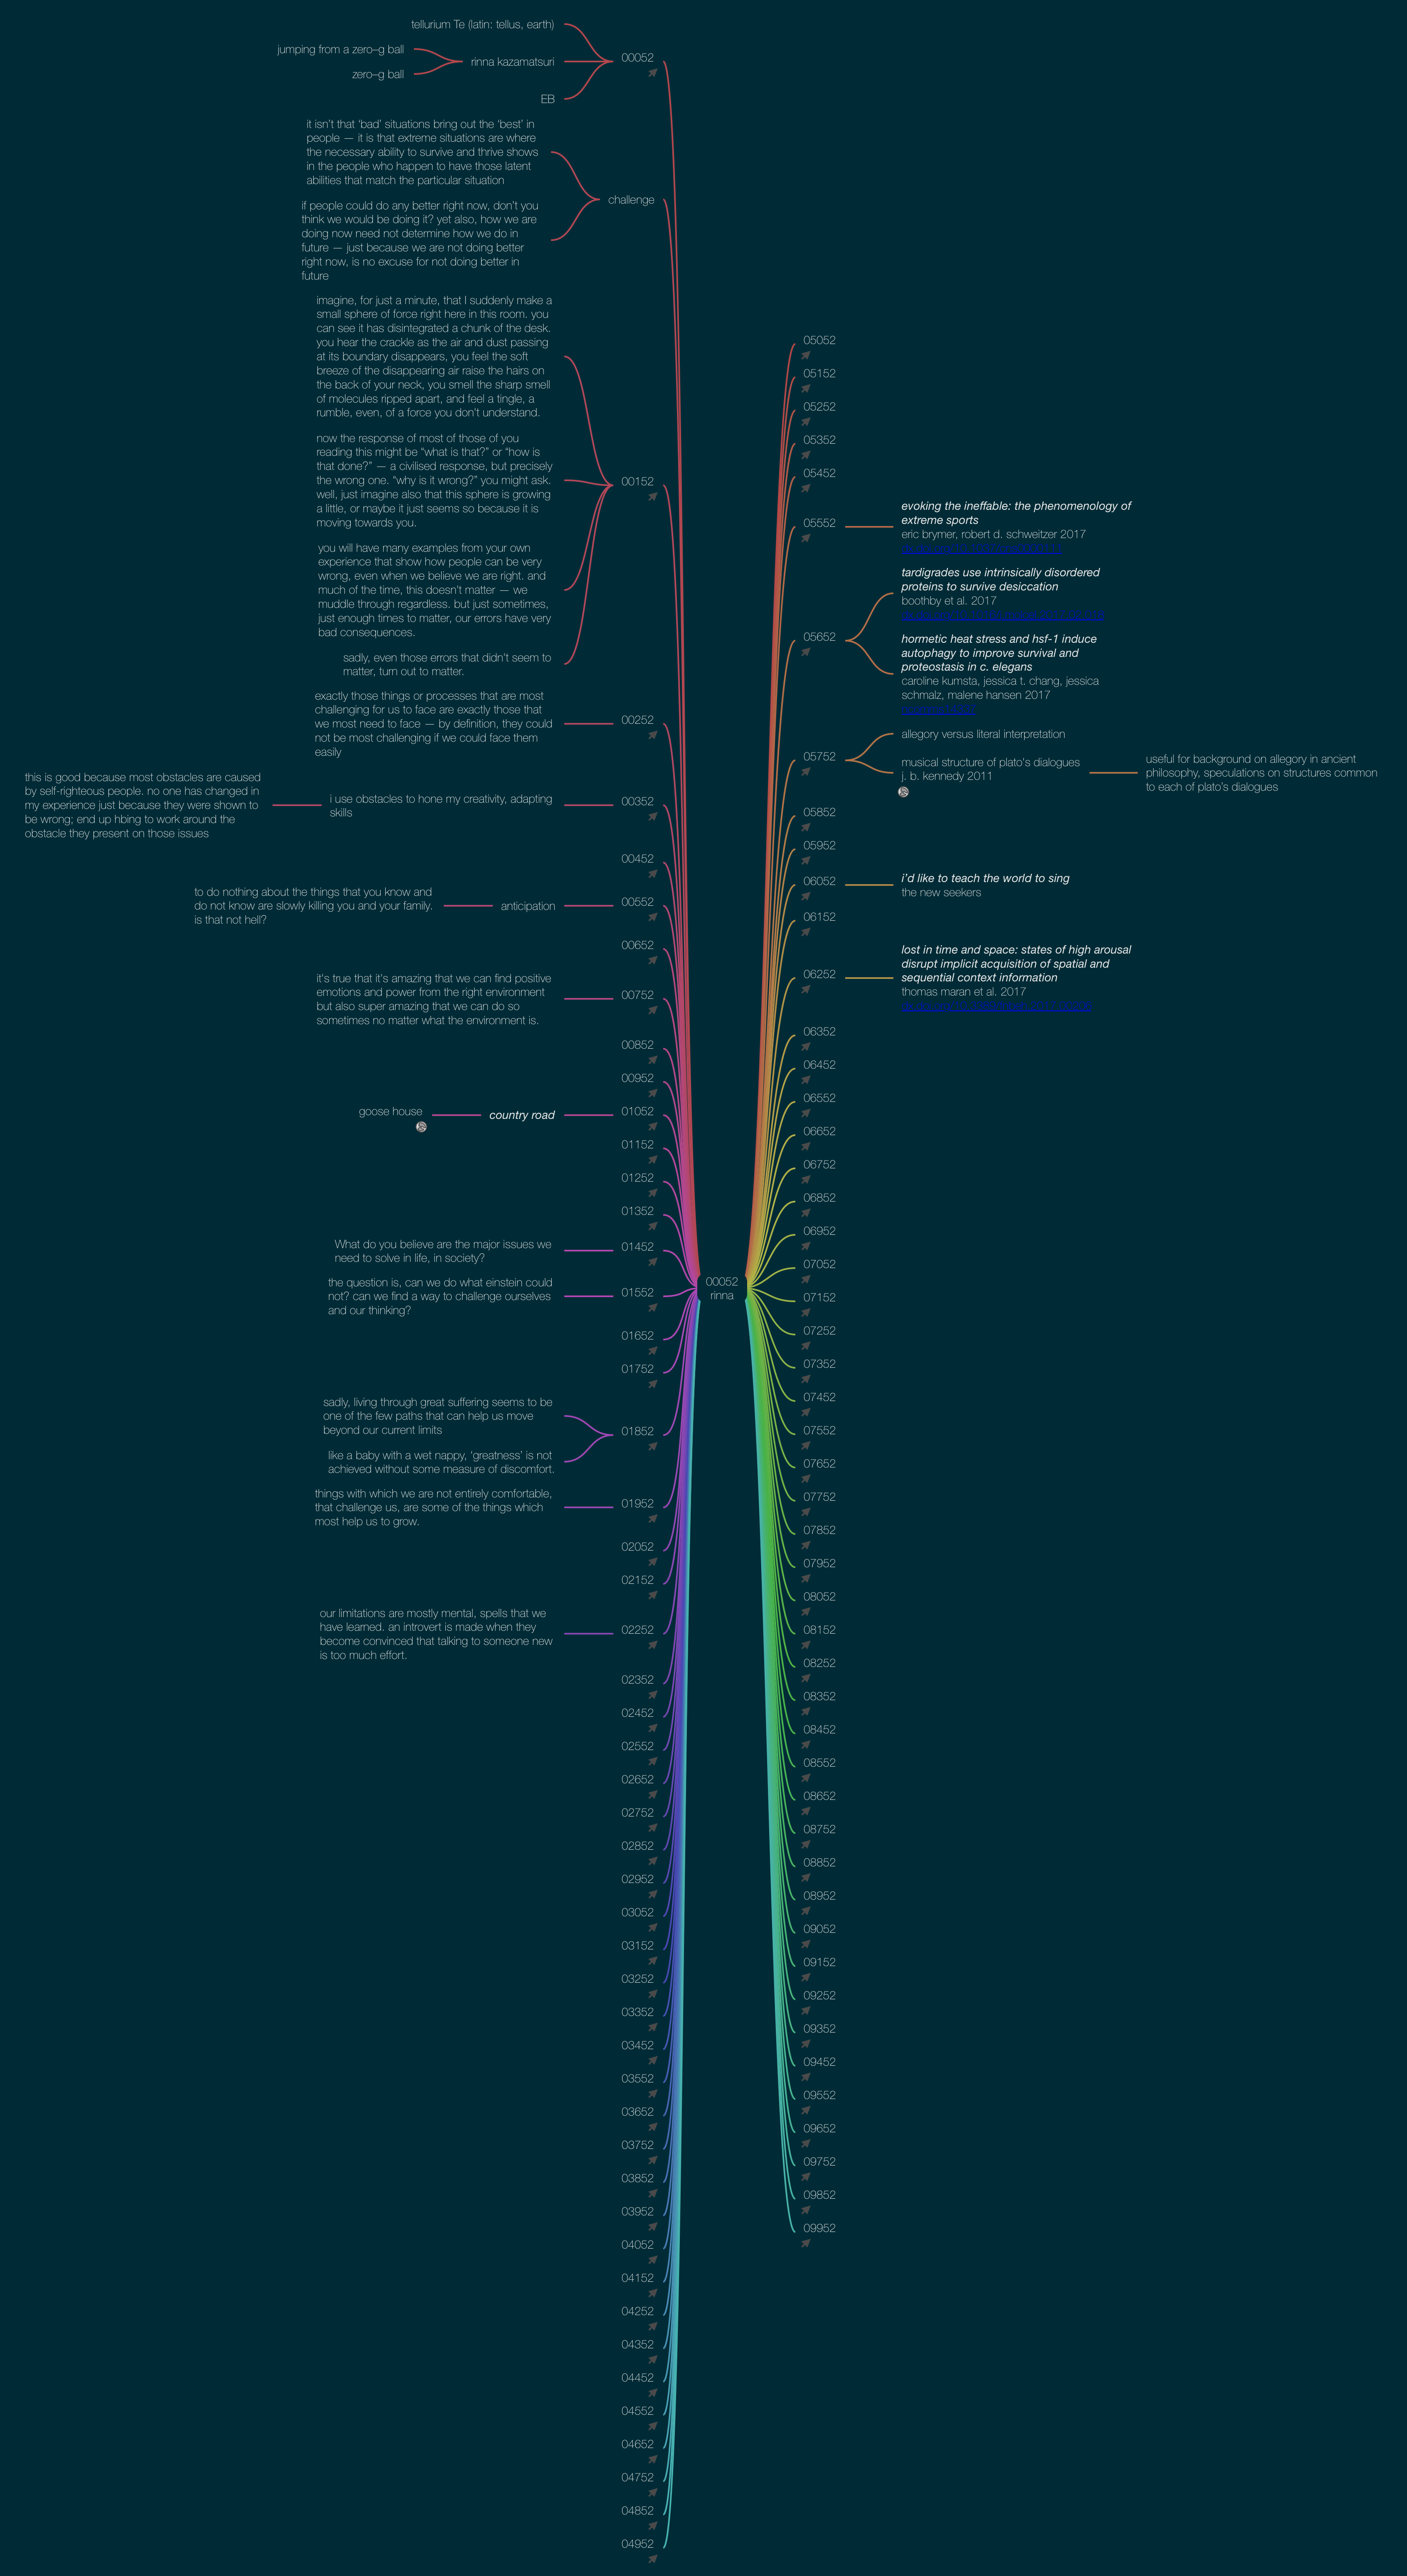 tellurium Te (latin: tellus, earth)
jumping from a zero–g ball
zero–g ball
rinna kazamatsuri
EB
00052
it isn't that 'bad' situations bring out the 'best' in
people — it is that extreme situations are where
the necessary ability to survive and thrive shows
in the people who happen to have those latent
abilities that match the particular situation
if people could do any better right now, don't you
think we would be doing it? yet also, how we are
doing now need not determine how we do in
future — just because we are not doing better
right now, is no excuse for not doing better in
future
challenge
imagine, for just a minute, that I suddenly make a
small sphere of force right here in this room. you
can see it has disintegrated a chunk of the desk.
you hear the crackle as the air and dust passing
at its boundary disappears, you feel the soft
breeze of the disappearing air raise the hairs on
the back of your neck, you smell the sharp smell
of molecules ripped apart, and feel a tingle, a
rumble, even, of a force you don't understand.
now the response of most of those of you
reading this might be “what is that?” or “how is
that done?” — a civilised response, but precisely
the wrong one. “why is it wrong?” you might ask.
well, just imagine also that this sphere is growing
a little, or maybe it just seems so because it is
moving towards you.
you will have many examples from your own
experience that show how people can be very
wrong, even when we believe we are right. and
much of the time, this doesn't matter — we
muddle through regardless. but just sometimes,
just enough times to matter, our errors have very
bad consequences.
sadly, even those errors that didn't seem to
matter, turn out to matter.
00152
exactly those things or processes that are most
challenging for us to face are exactly those that
we most need to face — by definition, they could
not be most challenging if we could face them
easily
00252
this is good because most obstacles are caused
by self-righteous people. no one has changed in
my experience just because they were shown to
be wrong; end up hbing to work around the
obstacle they present on those issues
i use obstacles to hone my creativity, adapting
skills
00352
00452
to do nothing about the things that you know and
do not know are slowly killing you and your family.
is that not hell?
anticipation
00552
00652
it's true that it's amazing that we can find positive
emotions and power from the right environment
but also super amazing that we can do so
sometimes no matter what the environment is.
00752
00852
00952
goose house
country road
01052
01152
01252
01352
What do you believe are the major issues we
need to solve in life, in society?
01452
the question is, can we do what einstein could
not? can we find a way to challenge ourselves
and our thinking?
01552
01652
01752
sadly, living through great suffering seems to be
one of the few paths that can help us move
beyond our current limits
like a baby with a wet nappy, 'greatness' is not
achieved without some measure of discomfort.
01852
things with which we are not entirely comfortable,
that challenge us, are some of the things which
most help us to grow.
01952
02052
02152
our limitations are mostly mental, spells that we
have learned. an introvert is made when they
become convinced that talking to someone new
is too much effort.
02252
02352
02452
02552
02652
02752
02852
02952
03052
03152
03252
03352
03452
03552
03652
03752
03852
03952
04052
04152
04252
04352
04452
04552
04652
04752
04852
04952
00052
rinna
05052
05152
05252
05352
05452
05552
evoking the ineffable: the phenomenology of
extreme sports
eric brymer, robert d. schweitzer 2017
05652
tardigrades use intrinsically disordered
proteins to survive desiccation
boothby et al. 2017
hormetic heat stress and hsf-1 induce
autophagy to improve survival and
proteostasis in c. elegans
caroline kumsta, jessica t. chang, jessica
schmalz, malene hansen 2017
05752
allegory versus literal interpretation
musical structure of plato's dialogues
j. b. kennedy 2011
useful for background on allegory in ancient
philosophy, speculations on structures common
to each of plato's dialogues
05852
05952
06052
i'd like to teach the world to sing
the new seekers
06152
06252
lost in time and space: states of high arousal
disrupt implicit acquisition of spatial and
sequential context information
thomas maran et al. 2017
06352
06452
06552
06652
06752
06852
06952
07052
07152
07252
07352
07452
07552
07652
07752
07852
07952
08052
08152
08252
08352
08452
08552
08652
08752
08852
08952
09052
09152
09252
09352
09452
09552
09652
09752
09852
09952